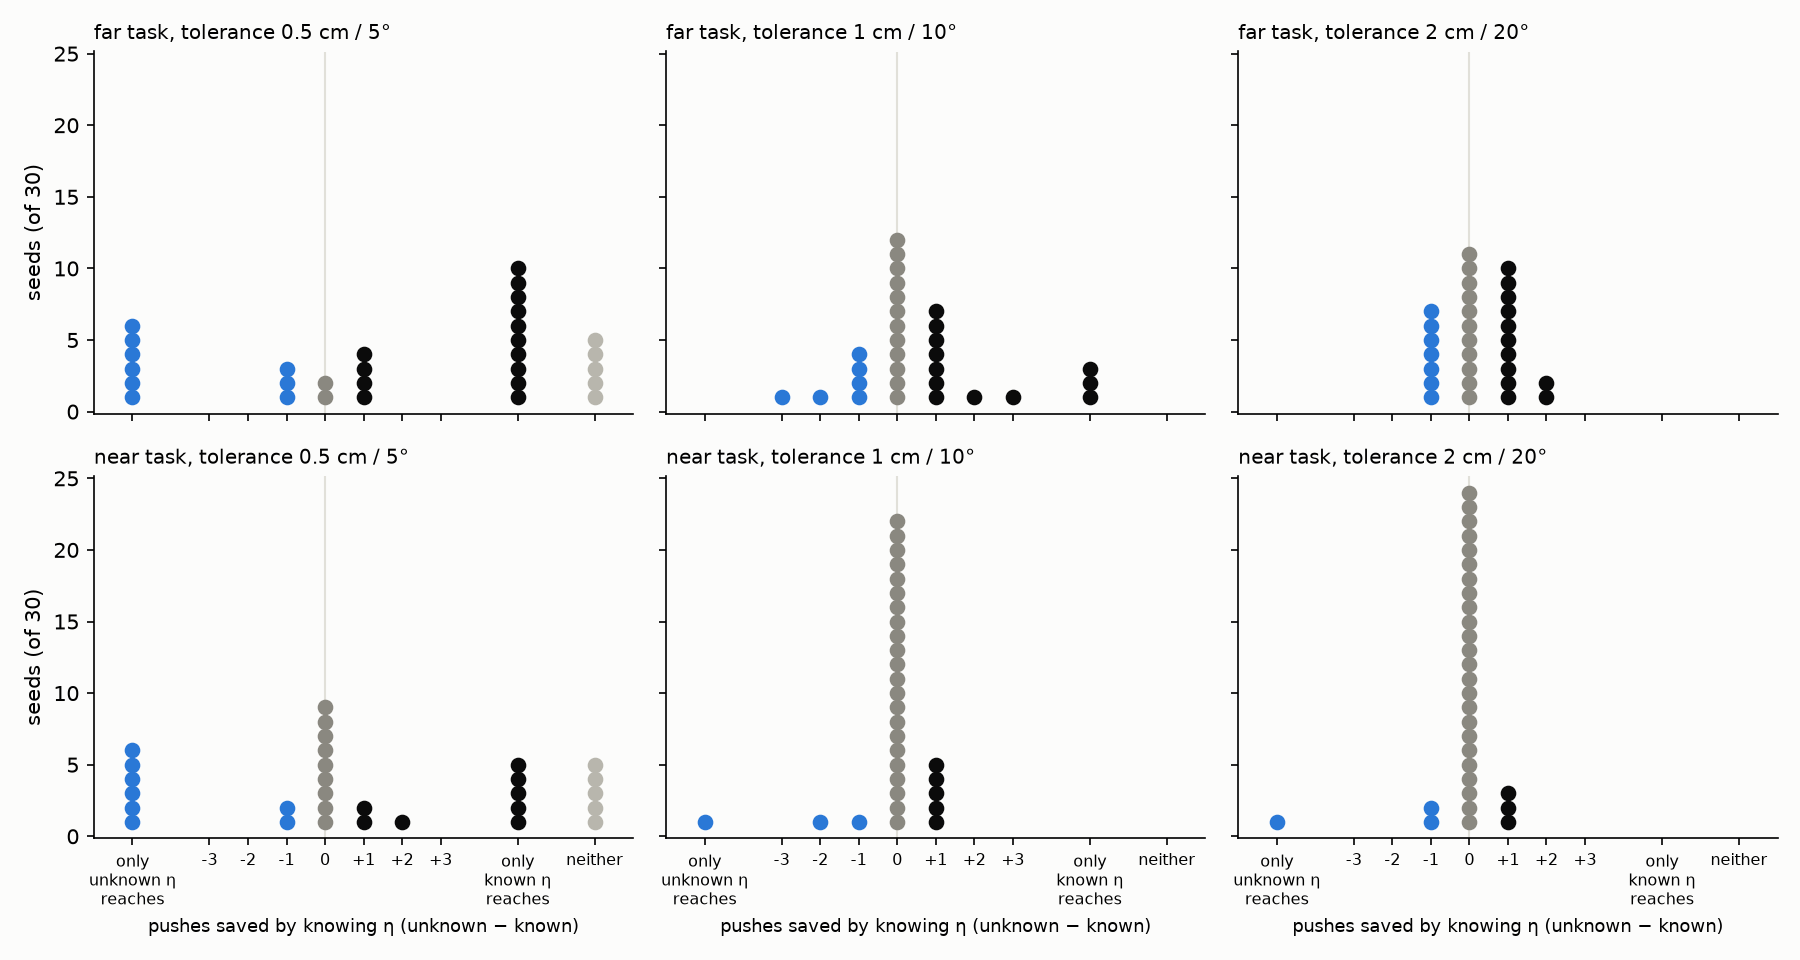 far task, tolerance 0.5 cm / 5°
far task, tolerance 1 cm / 10°
far task, tolerance 2 cm / 20°
25
20
15
10
5
0
seeds (of 30)
near task, tolerance 0.5 cm / 5°
near task, tolerance 1 cm / 10°
near task, tolerance 2 cm / 20°
25
20
15
10
5
0
seeds (of 30)
only
unknown η
reaches
-3
-2
-1
0
+1
+2
+3
only
known η
reaches
neither
pushes saved by knowing η (unknown − known)
only
unknown η
reaches
-3
-2
-1
0
+1
+2
+3
only
known η
reaches
neither
pushes saved by knowing η (unknown − known)
only
unknown η
reaches
-3
-2
-1
0
+1
+2
+3
only
known η
reaches
neither
pushes saved by knowing η (unknown − known)